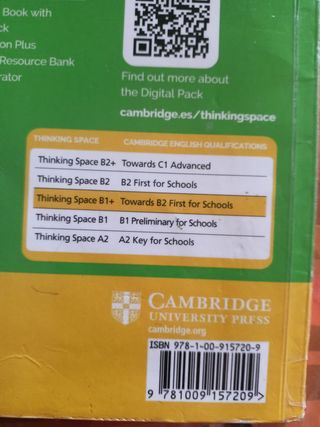 Book with
ck
on Plus
Resource Bank
rator
Find out more about
the Digital Pack
cambridge.es/thinkingspace
THINKING SPACE CAMBRIDGE ENGLISH QUALIFICATIONS
Thinking Space B2+ Towards C1 Advanced
Thinking Space B2 B2 First for Schools
Thinking Space B1+ Towards B2 First for Schools
Thinking Space B1 B1 Preliminary for Schools
Thinking Space A2 A2 Key for Schools
CAMBRIDGE
UNIVERSITY PRESS
cambridge.org
ISBN 978-1-00-915720-9
9 781009 157209 >